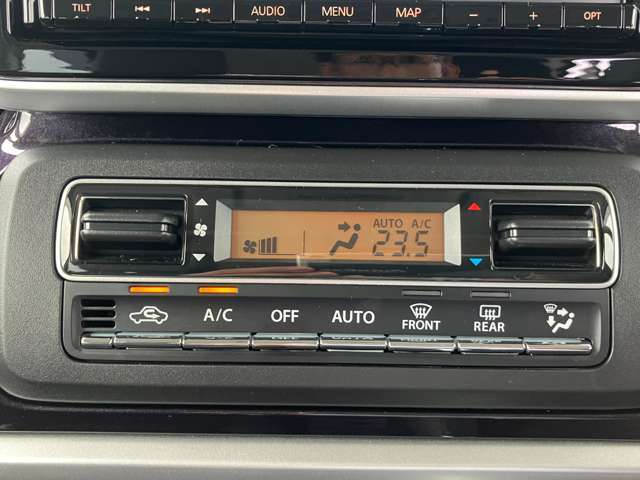 TILT AUDIO MENU MAP − + OPT
AUTO A/C
23.5
A/C OFF AUTO FRONT REAR